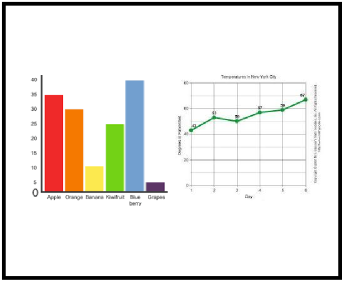 40
35
30
25
20
15
10
5
0
Apple Orange Banana Kiwifruit Blue berry Grapes
Temperatures in New York City
Degrees (Fahrenheit)
80
60
40
20
0
43 53 50 57 59 67
1 2 3 4 5 6
Day